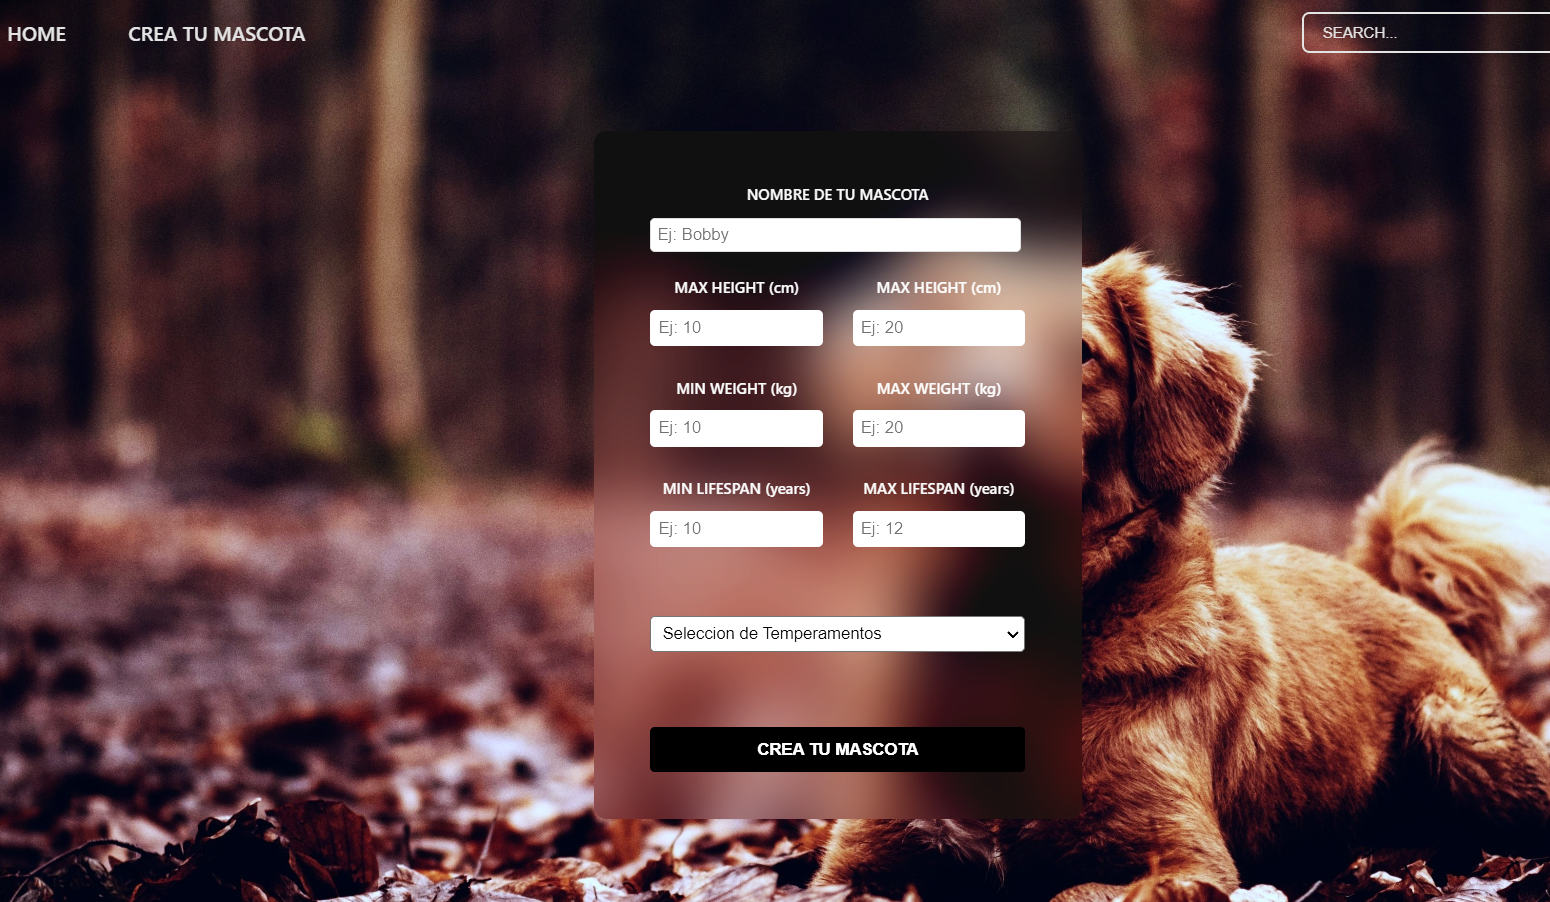 HOME CREA TU MASCOTA SEARCH...
NOMBRE DE TU MASCOTA
Ej: Bobby
MAX HEIGHT (cm) MAX HEIGHT (cm)
Ej: 10 Ej: 20
MIN WEIGHT (kg) MAX WEIGHT (kg)
Ej: 10 Ej: 20
MIN LIFESPAN (years) MAX LIFESPAN (years)
Ej: 10 Ej: 12
Seleccion de Temperamentos
CREA TU MASCOTA